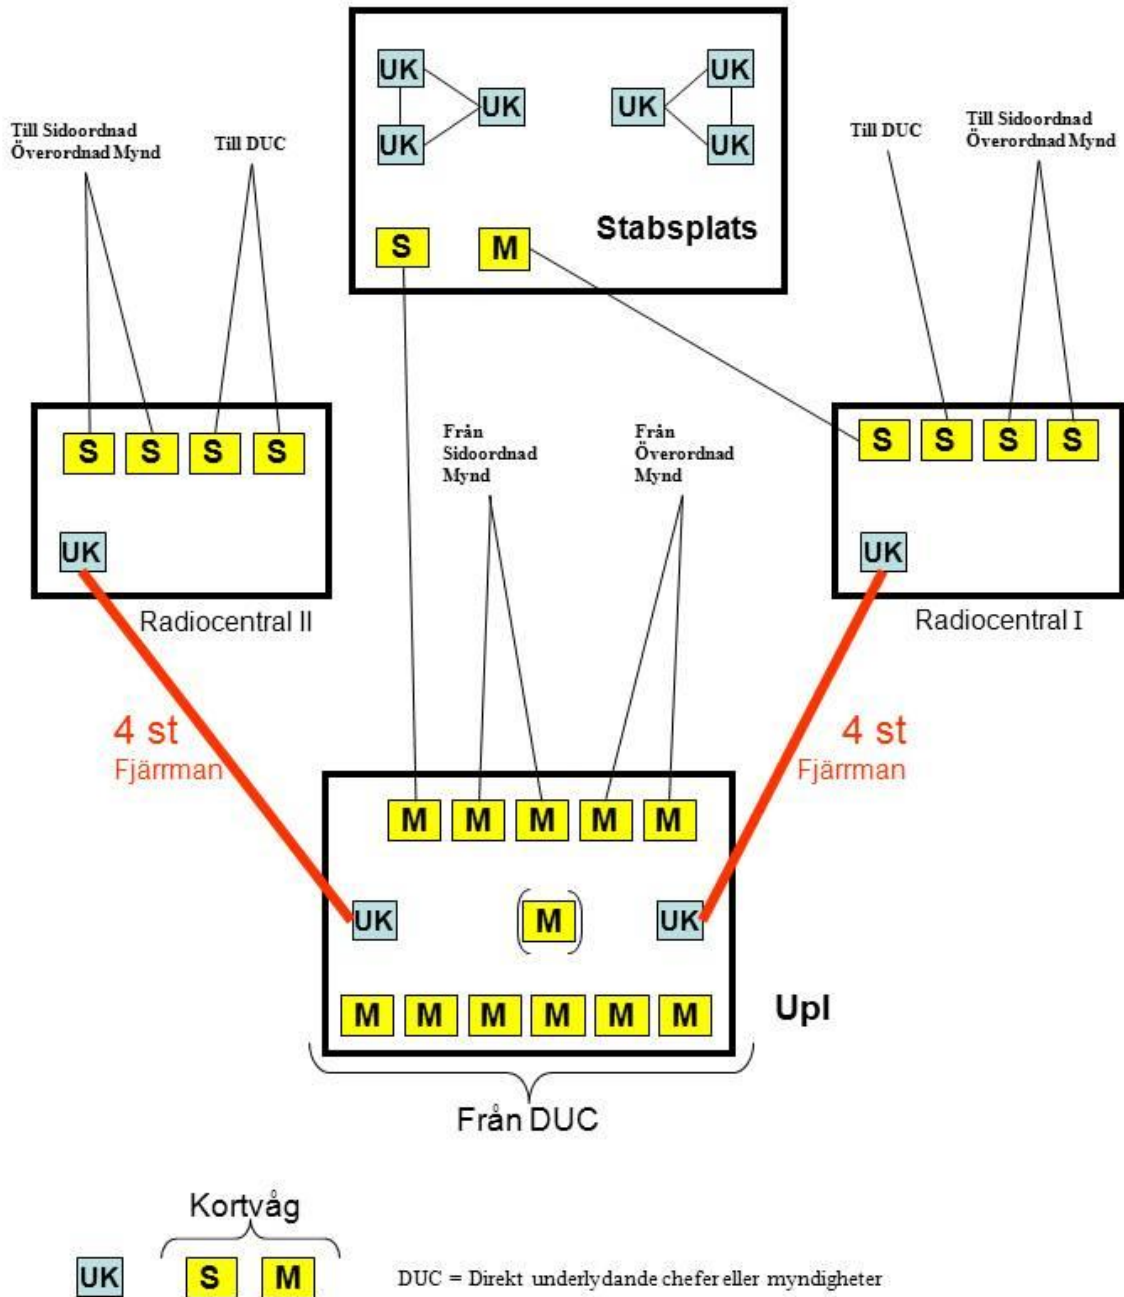 UK
UK
UK
UK
UK
UK
Till Sidoordnad
Överordnad Mynd
Till DUC
Till DUC
Till Sidoordnad
Överordnad Mynd
Stabsplats
S
M
S
S
S
S
UK
Radiocentral II
Från
Sidoordnad
Mynd
Från
Överordnad
Mynd
S
S
S
S
UK
Radiocentral I
4 st
Fjärrman
4 st
Fjärrman
M
M
M
M
M
UK
(M)
UK
M
M
M
M
M
M
Upl
Från DUC
Kortvåg
UK
S
M
DUC = Direkt underlydande chefer eller myndigheter